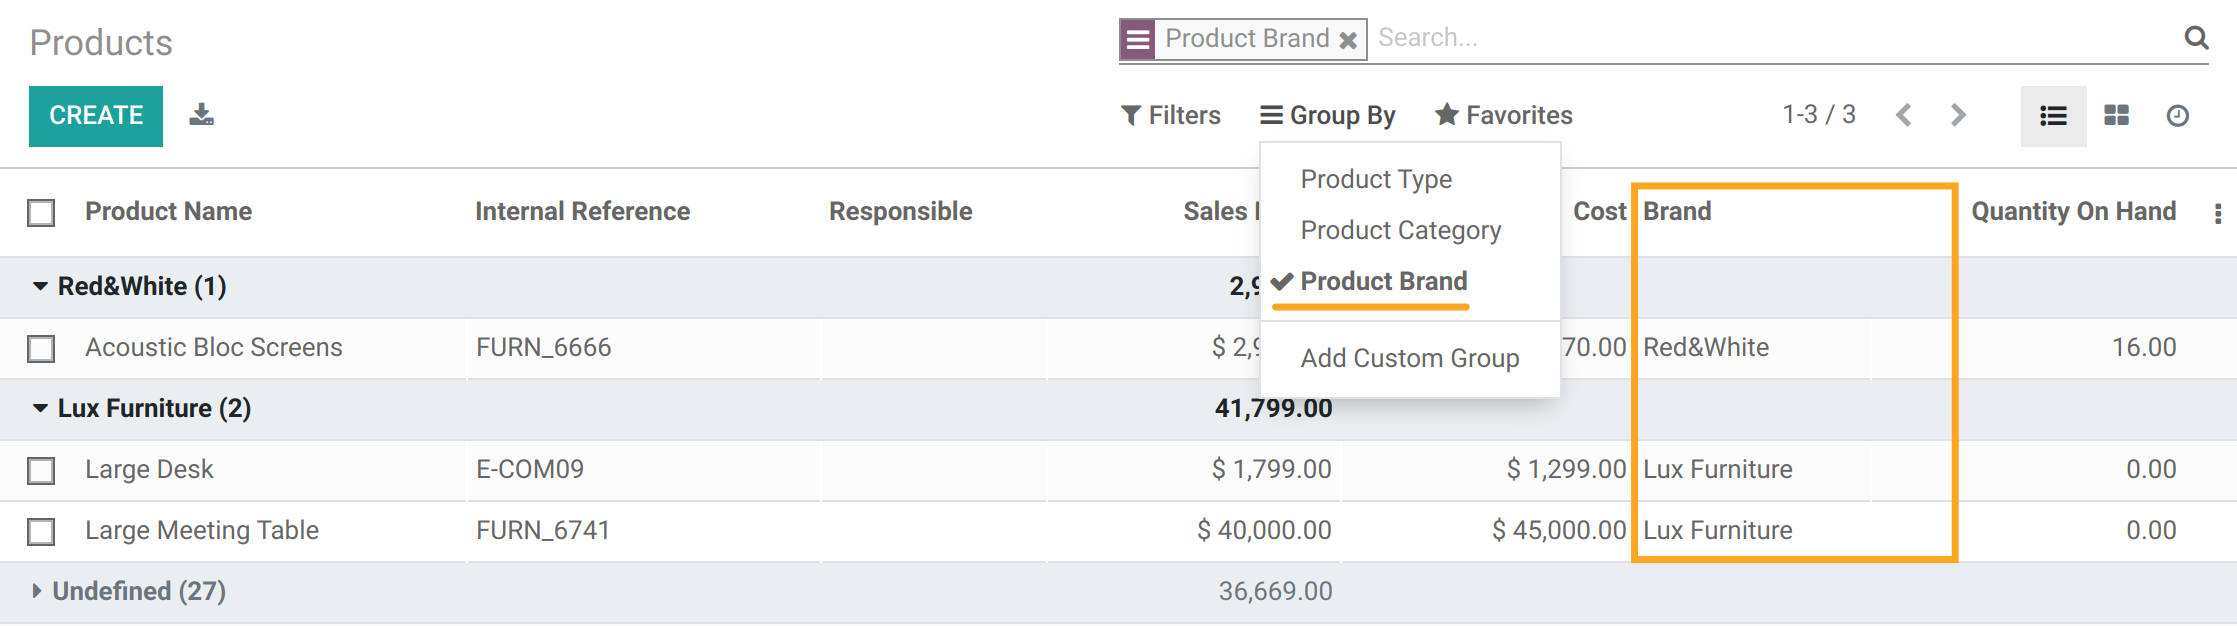 Products
Product Brand Search...
CREATE
Filters Group By Favorites 1-3 / 3
Product Type
Product Category
Product Brand
Add Custom Group
Product Name Internal Reference Responsible Sales Cost Brand Quantity On Hand
Red&White (1) 2,9
Acoustic Bloc Screens FURN_6666 $ 2,9 70.00 Red&White 16.00
Lux Furniture (2) 41,799.00
Large Desk E-COM09 $ 1,799.00 $ 1,299.00 Lux Furniture 0.00
Large Meeting Table FURN_6741 $ 40,000.00 $ 45,000.00 Lux Furniture 0.00
Undefined (27) 36,669.00